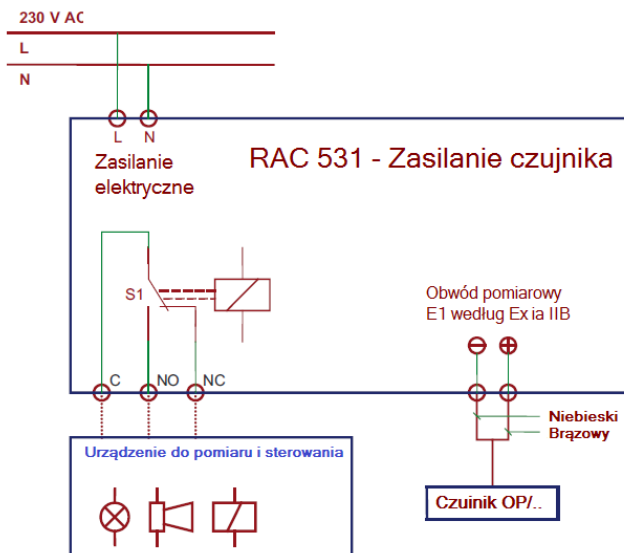 230 V AC
L
N
L N
Zasilanie
elektryczne
RAC 531 - Zasilanie czujnika
S1
Obwód pomiarowy
E1 według Ex ia IIB
C NO NC
Niebieski
Brązowy
Urządzenie do pomiaru i sterowania
Czuinik OP/..